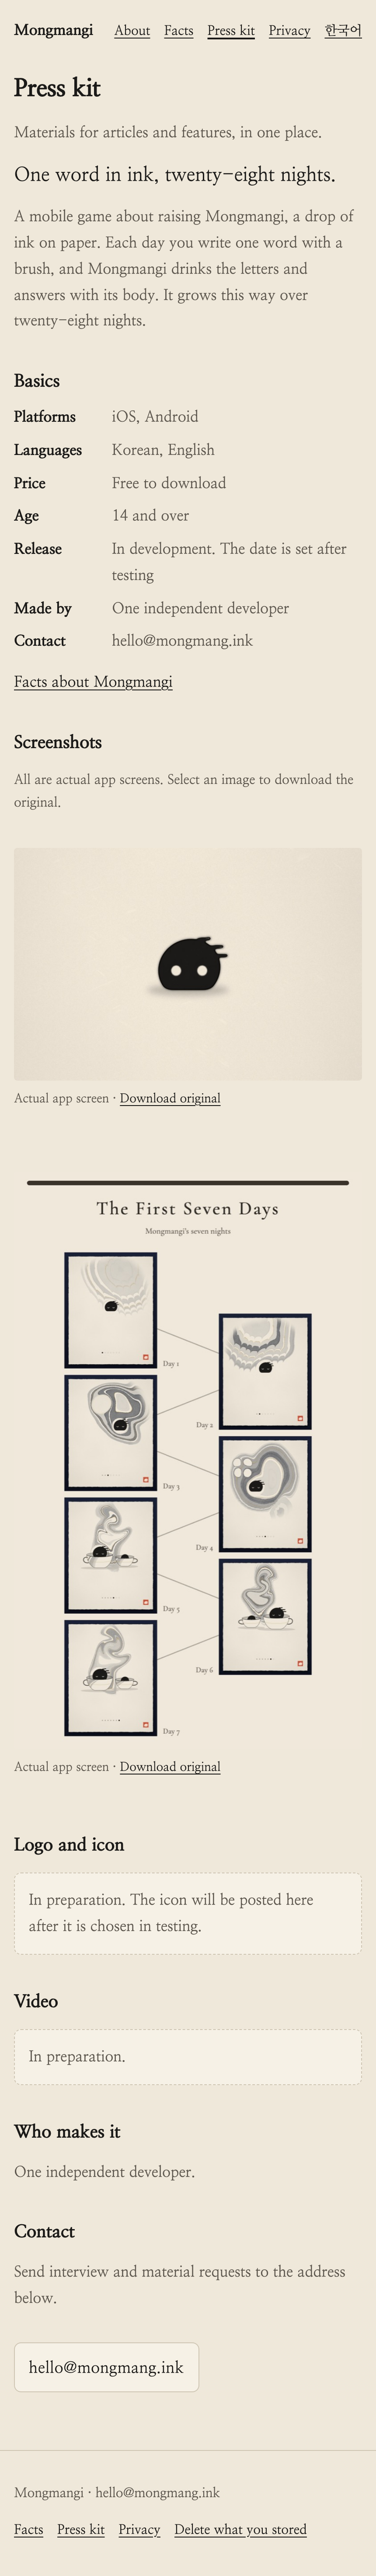 Mongmangi About Facts Press kit Privacy 한국어
Press kit
Materials for articles and features, in one place.
One word in ink, twenty-eight nights.
A mobile game about raising Mongmangi, a drop of
ink on paper. Each day you write one word with a
brush, and Mongmangi drinks the letters and
answers with its body. It grows this way over
twenty-eight nights.
Basics
Platforms iOS, Android
Languages Korean, English
Price Free to download
Age 14 and over
Release In development. The date is set after
testing
Made by One independent developer
Contact hello@mongmang.ink
Facts about Mongmangi
Screenshots
All are actual app screens. Select an image to download the
original.
Actual app screen · Download original
The First Seven Days
Mongmangi's seven nights
Day 1
Day 2
Day 3
Day 4
Day 5
Day 6
Day 7
Actual app screen · Download original
Logo and icon
In preparation. The icon will be posted here
after it is chosen in testing.
Video
In preparation.
Who makes it
One independent developer.
Contact
Send interview and material requests to the address
below.
hello@mongmang.ink
Mongmangi · hello@mongmang.ink
Facts Press kit Privacy Delete what you stored